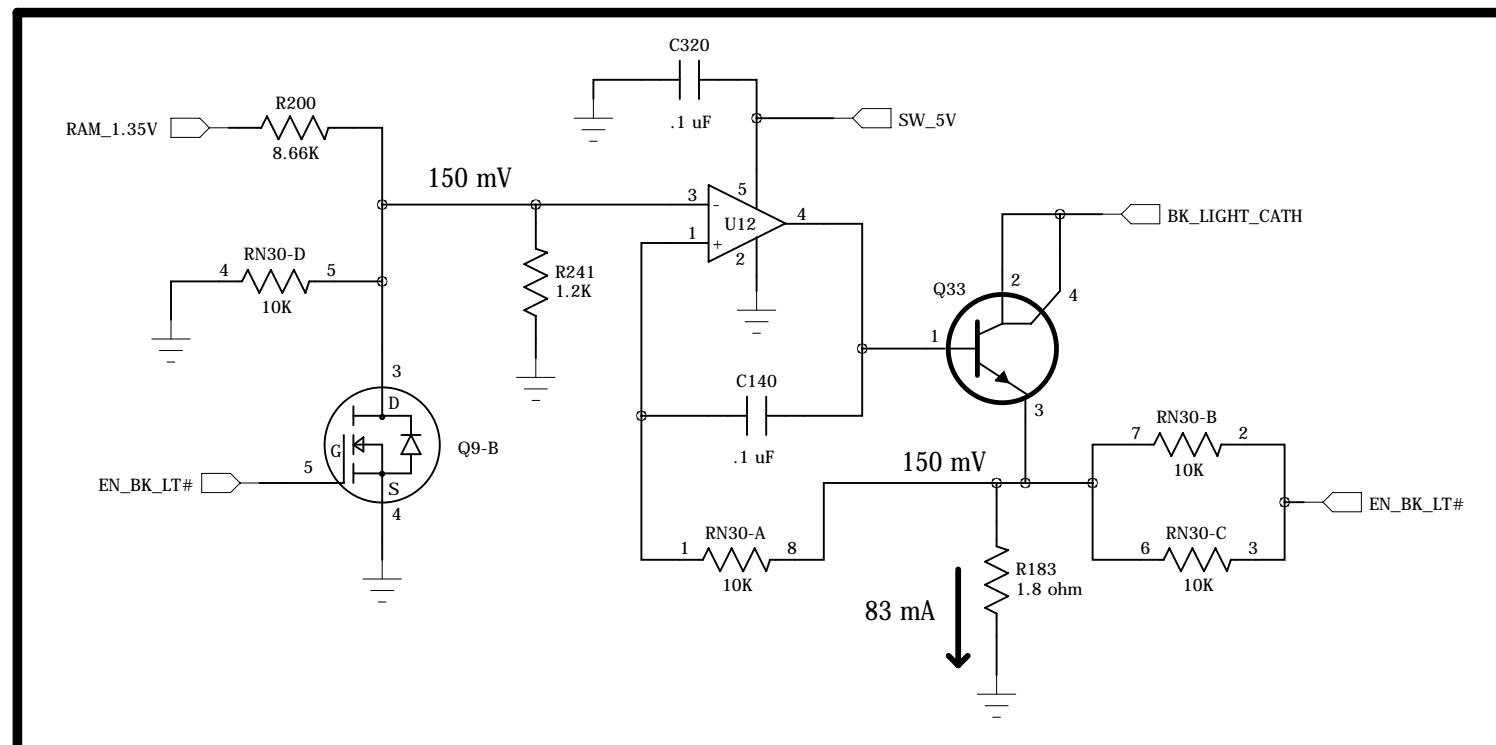 C320
.1 uF
R200
RAM_1.35V
8.66K
SW_5V
150 mV
3
-
5
U12
4
1
+
2
BK_LIGHT_CATH
RN30-D
4
5
10K
R241
1.2K
Q33
2
4
1
3
3
D
G
S
Q9-B
5
EN_BK_LT#
4
C140
.1 uF
150 mV
RN30-B
7
2
10K
EN_BK_LT#
RN30-C
6
3
10K
RN30-A
1
8
10K
R183
1.8 ohm
83 mA